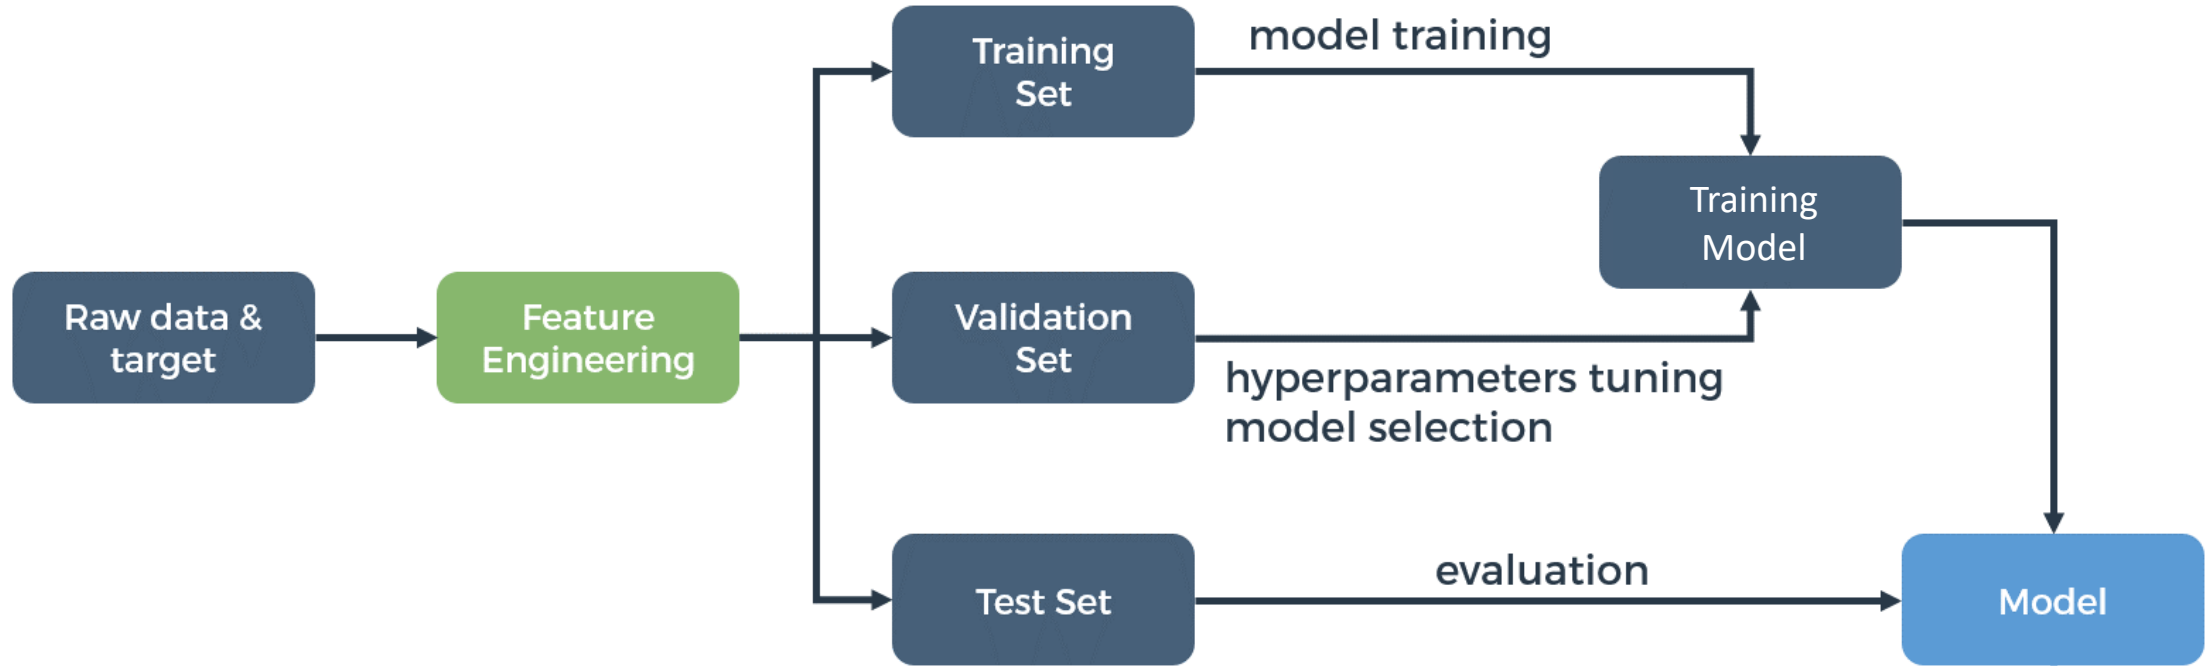 Raw data &
target
Feature
Engineering
Training
Set
model training
Validation
Set
hyperparameters tuning
model selection
Test Set
evaluation
Training
Model
Model